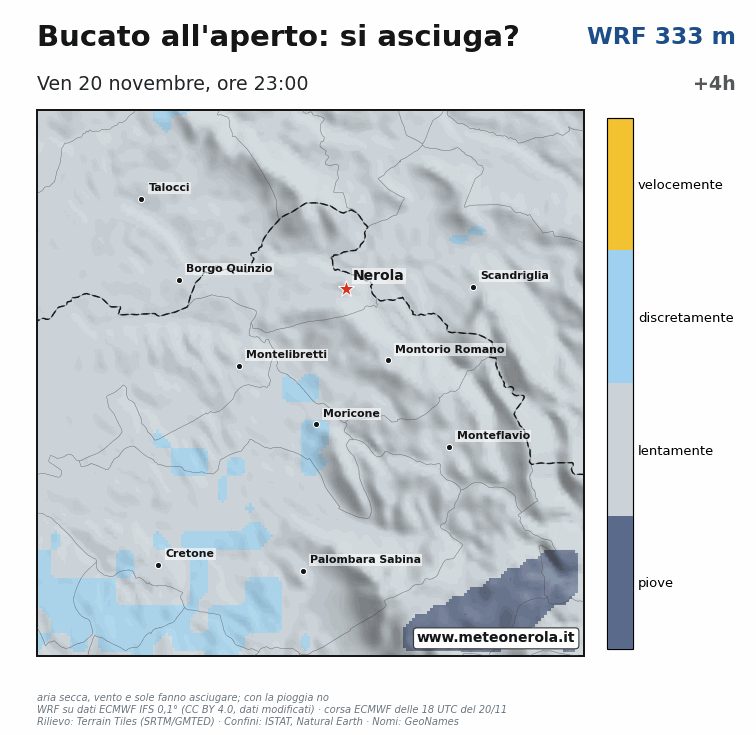 Bucato all'aperto: si asciuga?
WRF 333 m
Ven 20 novembre, ore 23:00
+4h
Talocci
Borgo Quinzio
Nerola
Scandriglia
Montelibretti
Montorio Romano
Moricone
Monteflavio
Cretone
Palombara Sabina
www.meteonerola.it
velocemente
discretamente
lentamente
piove
aria secca, vento e sole fanno asciugare; con la pioggia no
WRF su dati ECMWF IFS 0,1° (CC BY 4.0, dati modificati) · corsa ECMWF delle 18 UTC del 20/11
Rilievo: Terrain Tiles (SRTM/GMTED) · Confini: ISTAT, Natural Earth · Nomi: GeoNames